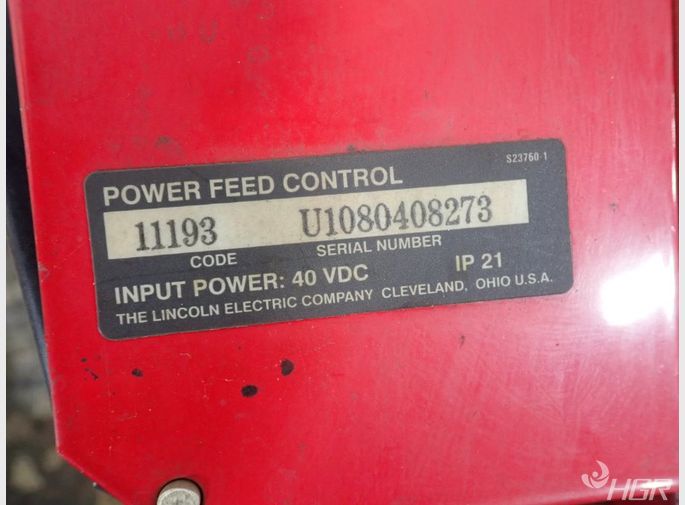 S23760-1
POWER FEED CONTROL
11193 U1080408273
CODE SERIAL NUMBER
INPUT POWER: 40 VDC IP 21
THE LINCOLN ELECTRIC COMPANY CLEVELAND, OHIO U.S.A.
HGR